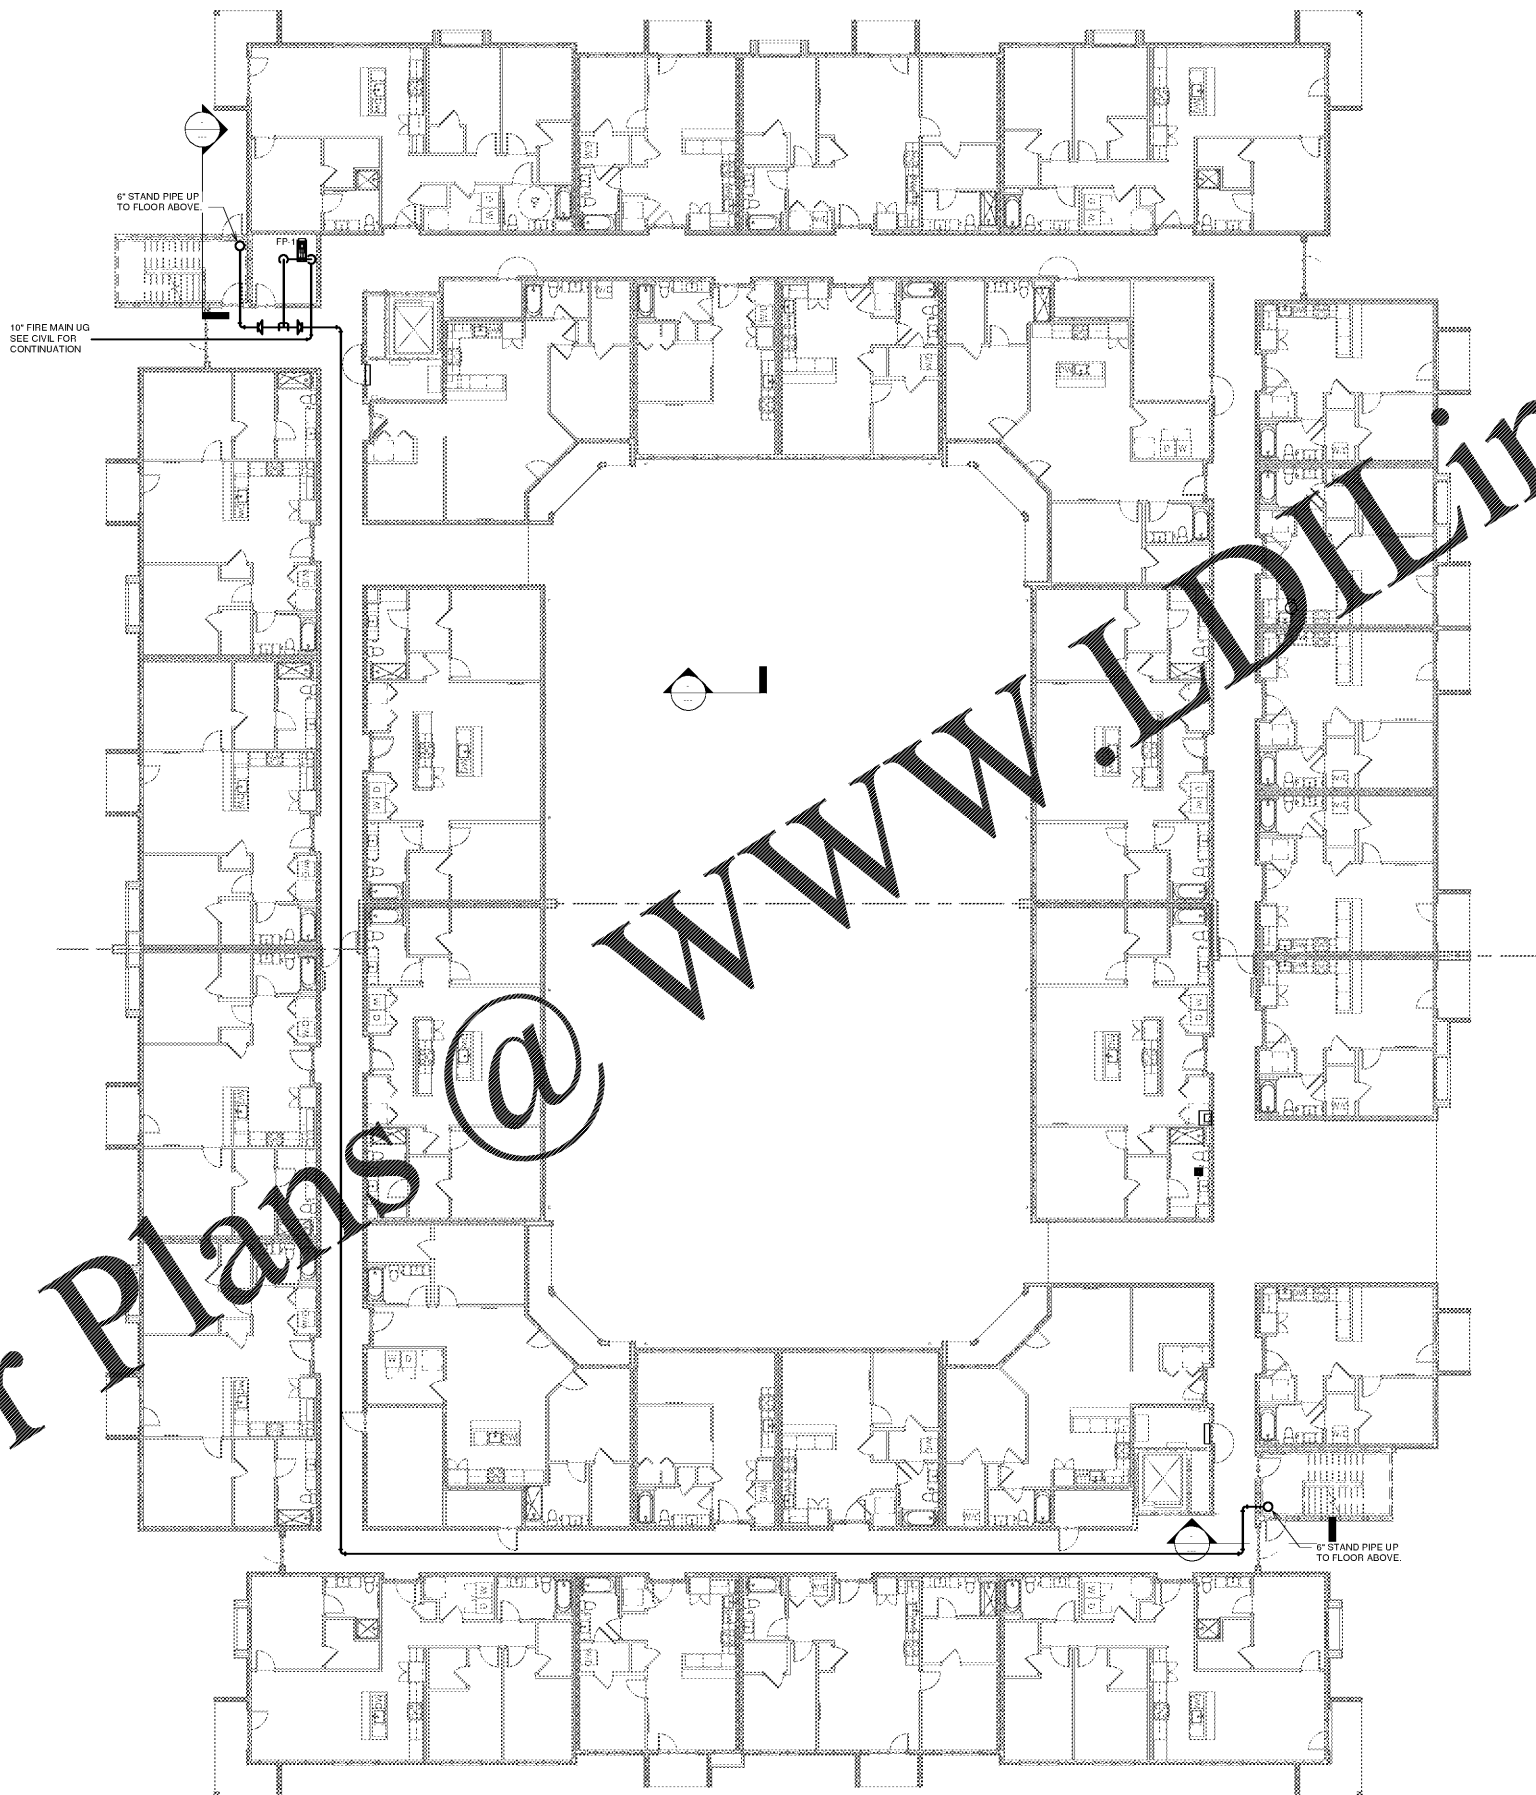 6" STAND PIPE UP
TO FLOOR ABOVE.
FP-1
10" FIRE MAIN UG
SEE CIVIL FOR
CONTINUATION
r Plans @ www.LDILin
6" STAND PIPE UP
TO FLOOR ABOVE.